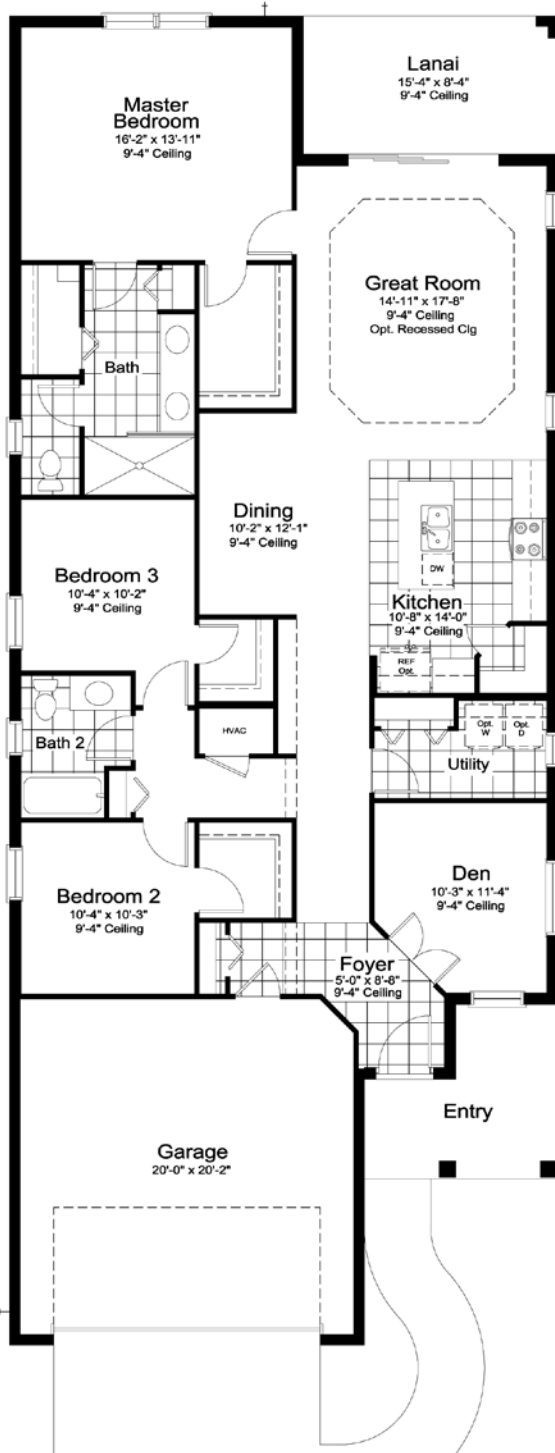 Lanai
15'-4" x 8'-4"
9'-4" Ceiling
Master
Bedroom
16'-2" x 13'-11"
9'-4" Ceiling
Great Room
14'-11" x 17'-8"
9'-4" Ceiling
Opt. Recessed Clg
Bath
Dining
10'-2" x 12'-1"
9'-4" Ceiling
DW
Bedroom 3
10'-4" x 10'-2"
9'-4" Ceiling
Kitchen
10'-8" x 14'-0"
9'-4" Ceiling
REF
Opt.
HVAC
Opt.
W
Opt.
D
Bath 2
Utility
Bedroom 2
10'-4" x 10'-3"
9'-4" Ceiling
Den
10'-3" x 11'-4"
9'-4" Ceiling
Foyer
5'-0" x 8'-8"
9'-4" Ceiling
Entry
Garage
20'-0" x 20'-2"